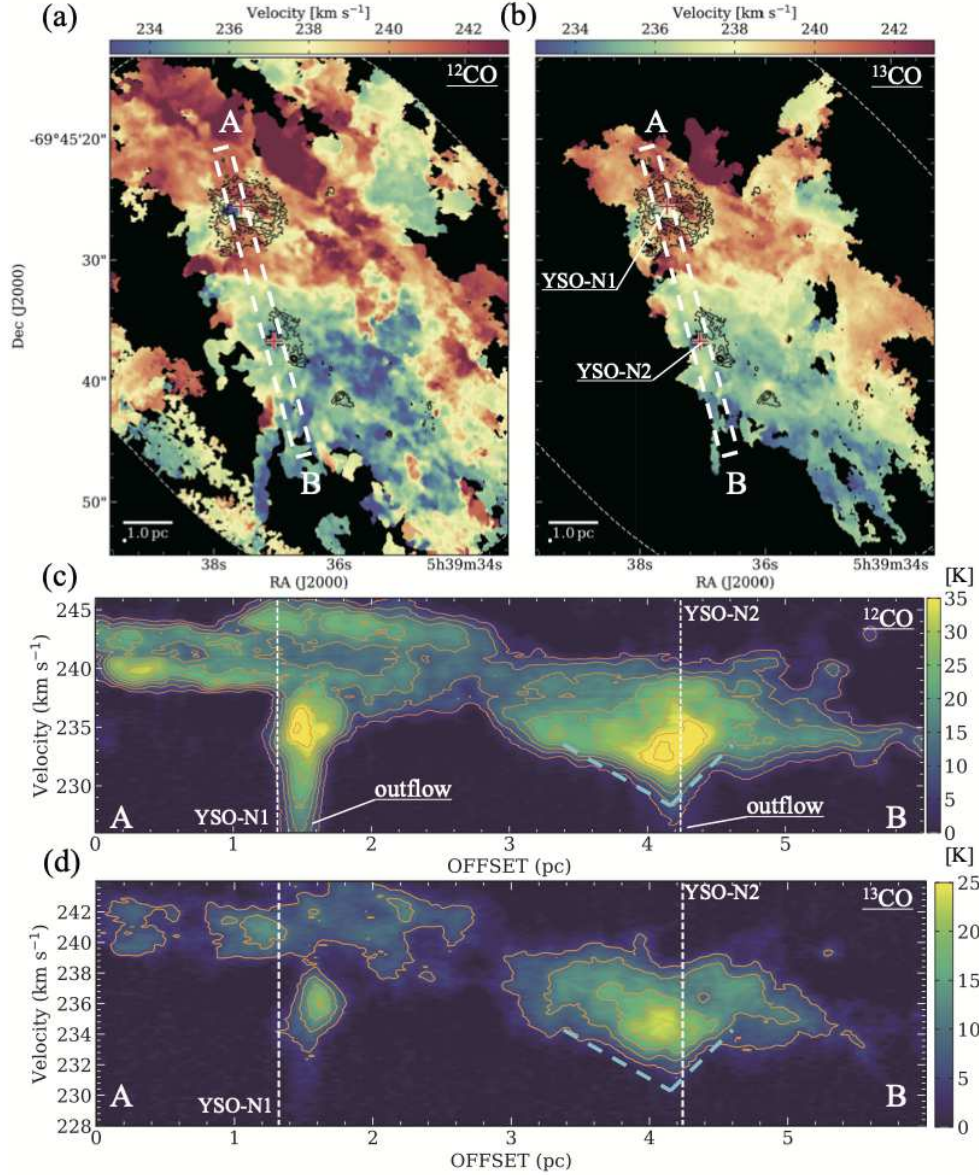 (a)
Velocity [km s⁻¹]
234 236 238 240 242
¹²CO
A
B
-69°45'20"
30"
40"
50"
Dec (J2000)
1.0 pc
38s 36s 5h39m34s
RA (J2000)
(b)
Velocity [km s⁻¹]
234 236 238 240 242
¹³CO
A
YSO-N1
YSO-N2
B
1.0 pc
38s 36s 5h39m34s
RA (J2000)
(c)
[K]
245
240
235
230
Velocity (km s⁻¹)
YSO-N2
¹²CO
A
YSO-N1
outflow
outflow
B
0 1 2 3 4 5
OFFSET (pc)
35
30
25
20
15
10
5
0
(d)
[K]
242
240
238
236
234
232
230
228
Velocity (km s⁻¹)
YSO-N2
¹³CO
A
YSO-N1
B
0 1 2 3 4 5
OFFSET (pc)
25
20
15
10
5
0